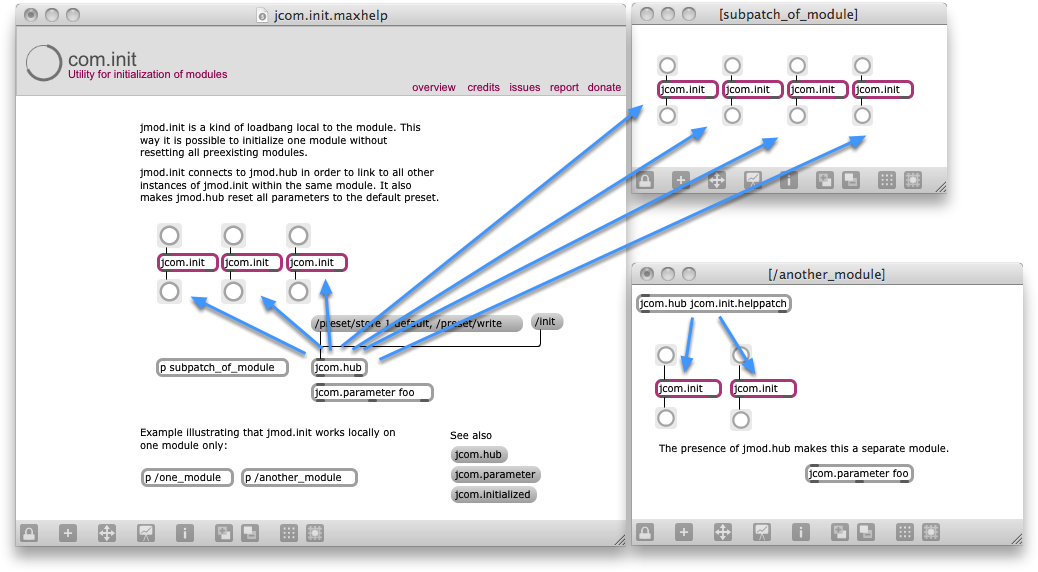 jcom.init.maxhelp
com.init
Utility for initialization of modules
overview credits issues report donate
jmod.init is a kind of loadbang local to the module. This
way it is possible to initialize one module without
resetting all preexisting modules.
jmod.init connects to jmod.hub in order to link to all other
instances of jmod.init within the same module. It also
makes jmod.hub reset all parameters to the default preset.
jcom.init jcom.init jcom.init
/preset/store 1 default, /preset/write
/init
p subpatch_of_module
jcom.hub
jcom.parameter foo
Example illustrating that jmod.init works locally on
one module only:
p /one_module
p /another_module
See also
jcom.hub
jcom.parameter
jcom.initialized
[subpatch_of_module]
jcom.init jcom.init jcom.init jcom.init
[/another_module]
jcom.hub jcom.init.helppatch
jcom.init jcom.init
The presence of jmod.hub makes this a separate module.
jcom.parameter foo